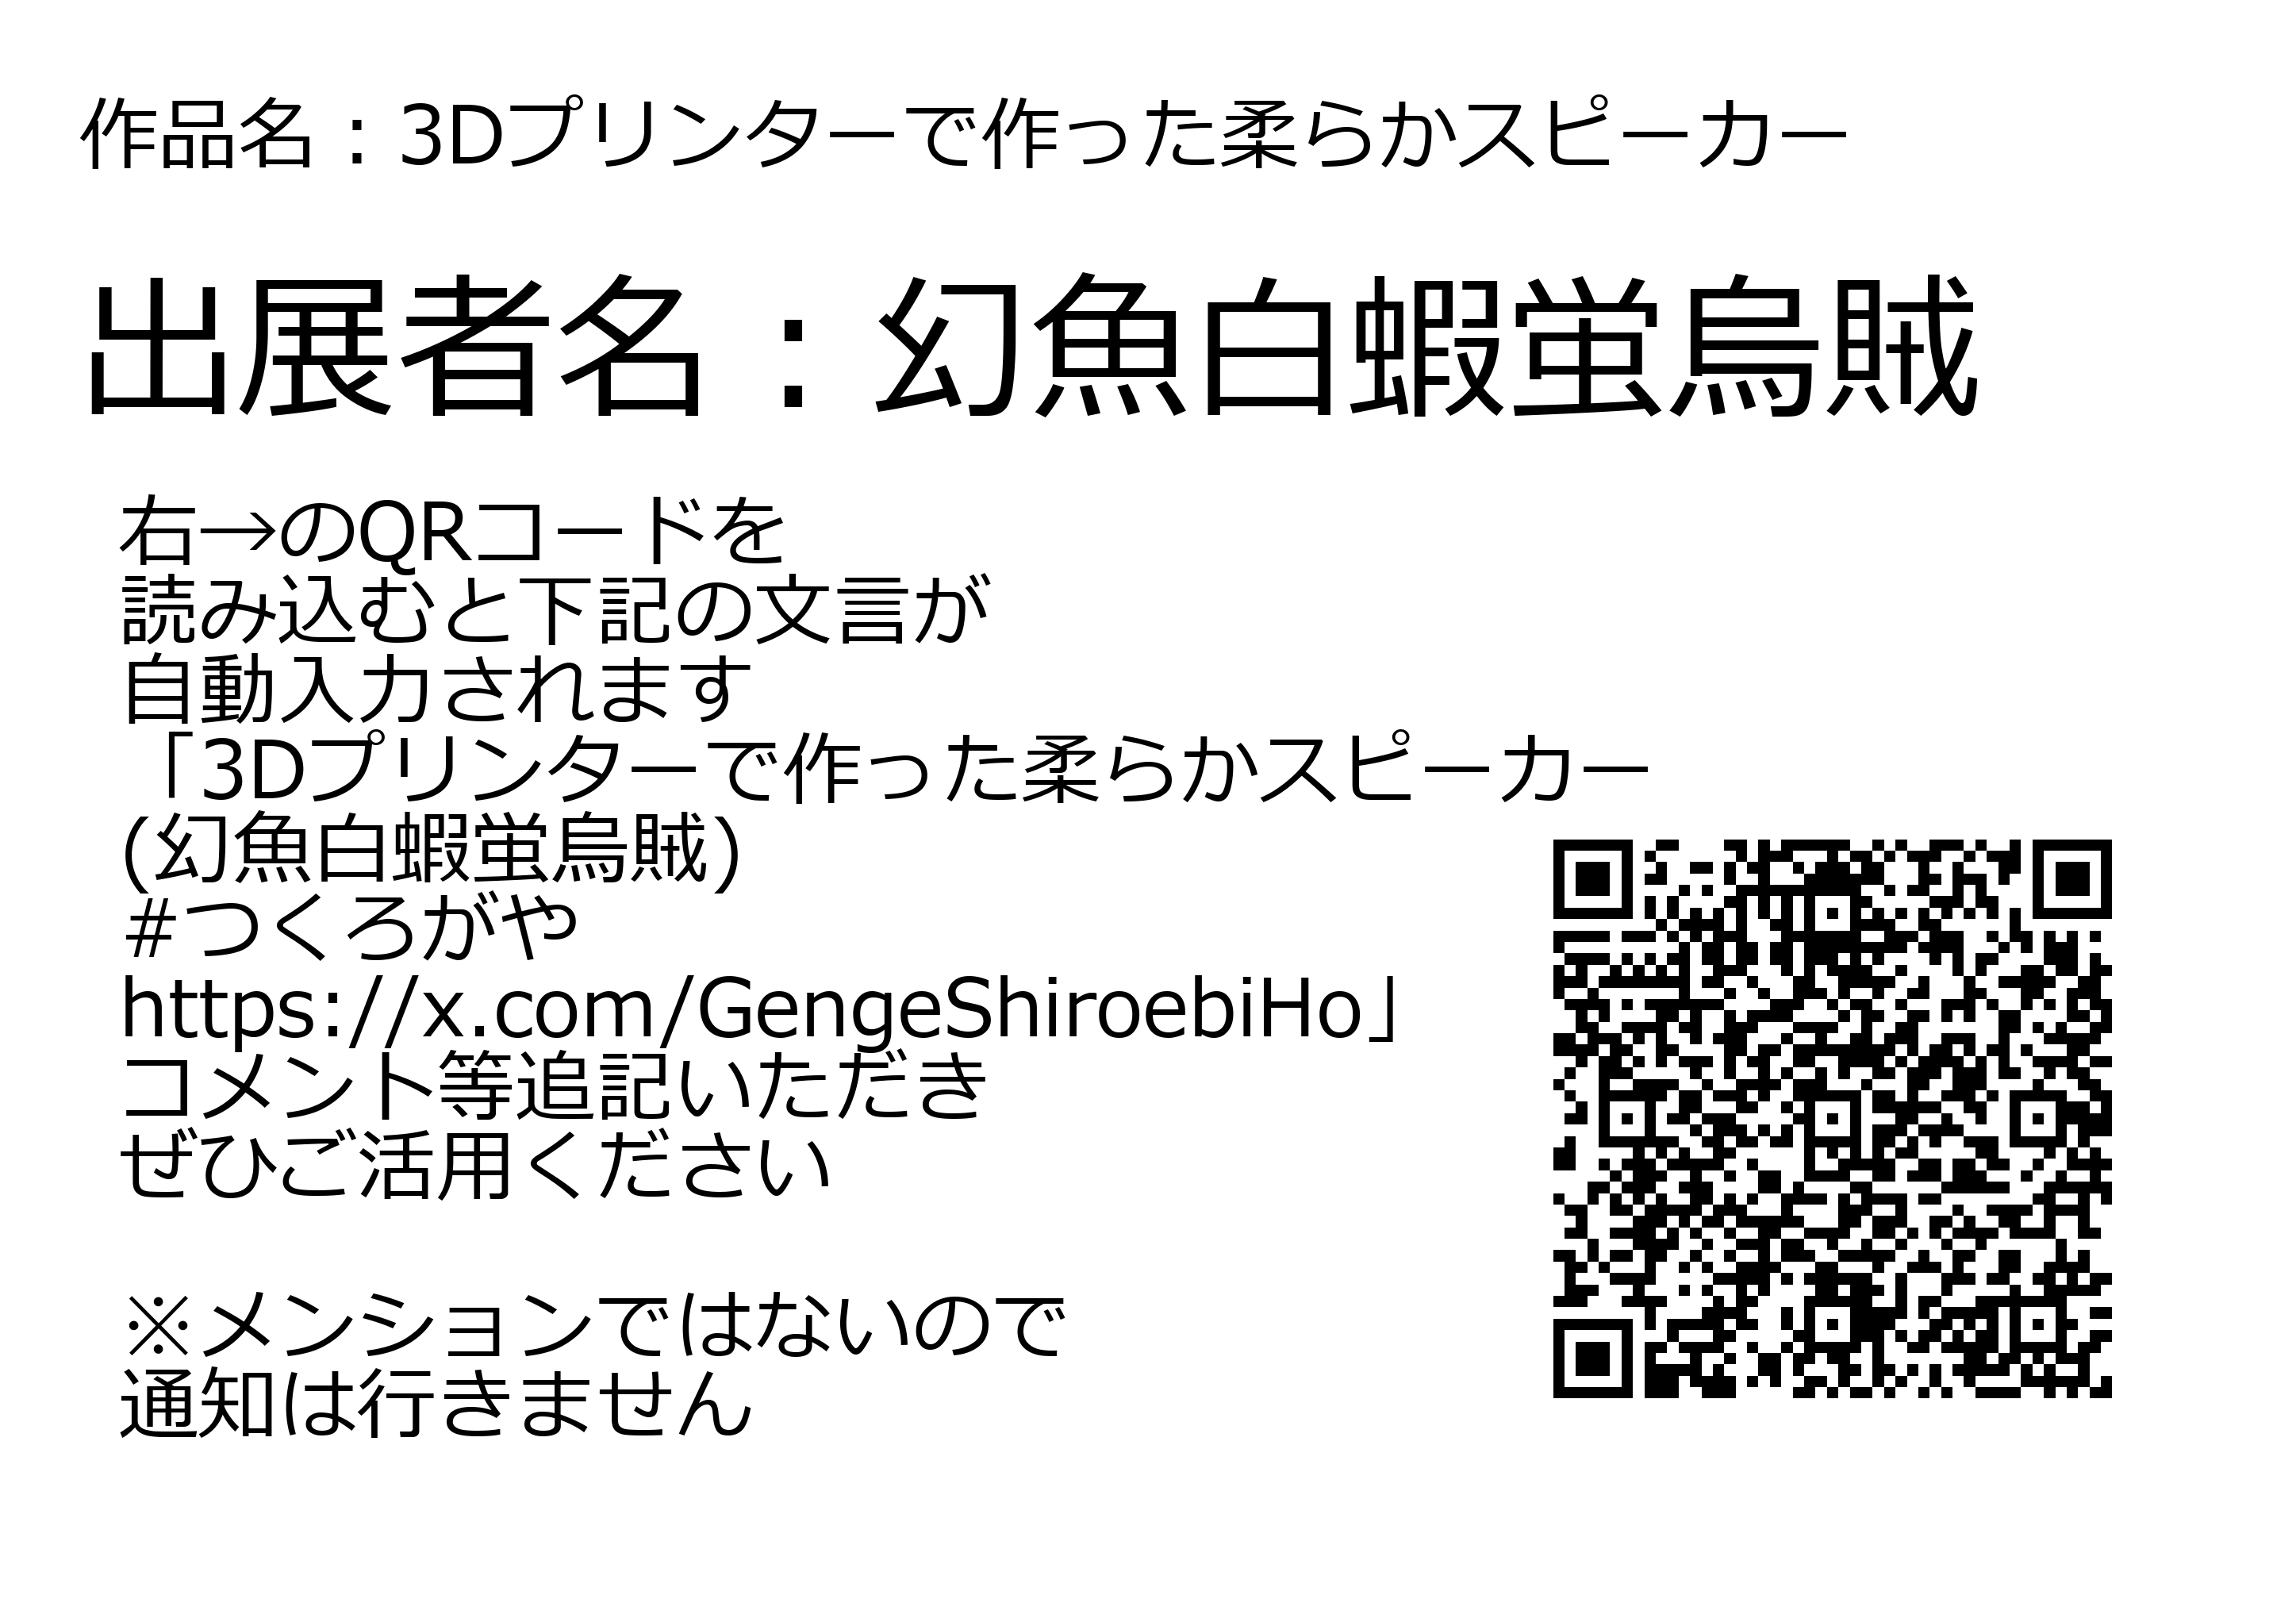 作品名：3Dプリンターで作った柔らかスピーカー
出展者名：幻魚白蝦蛍烏賊
右→のQRコードを
読み込むと下記の文言が
自動入力されます
「3Dプリンターで作った柔らかスピーカー
(幻魚白蝦蛍烏賊)
#つくろがや
https://x.com/GengeShiroebiHo」
コメント等追記いただき
ぜひご活用ください
※メンションではないので
通知は行きません